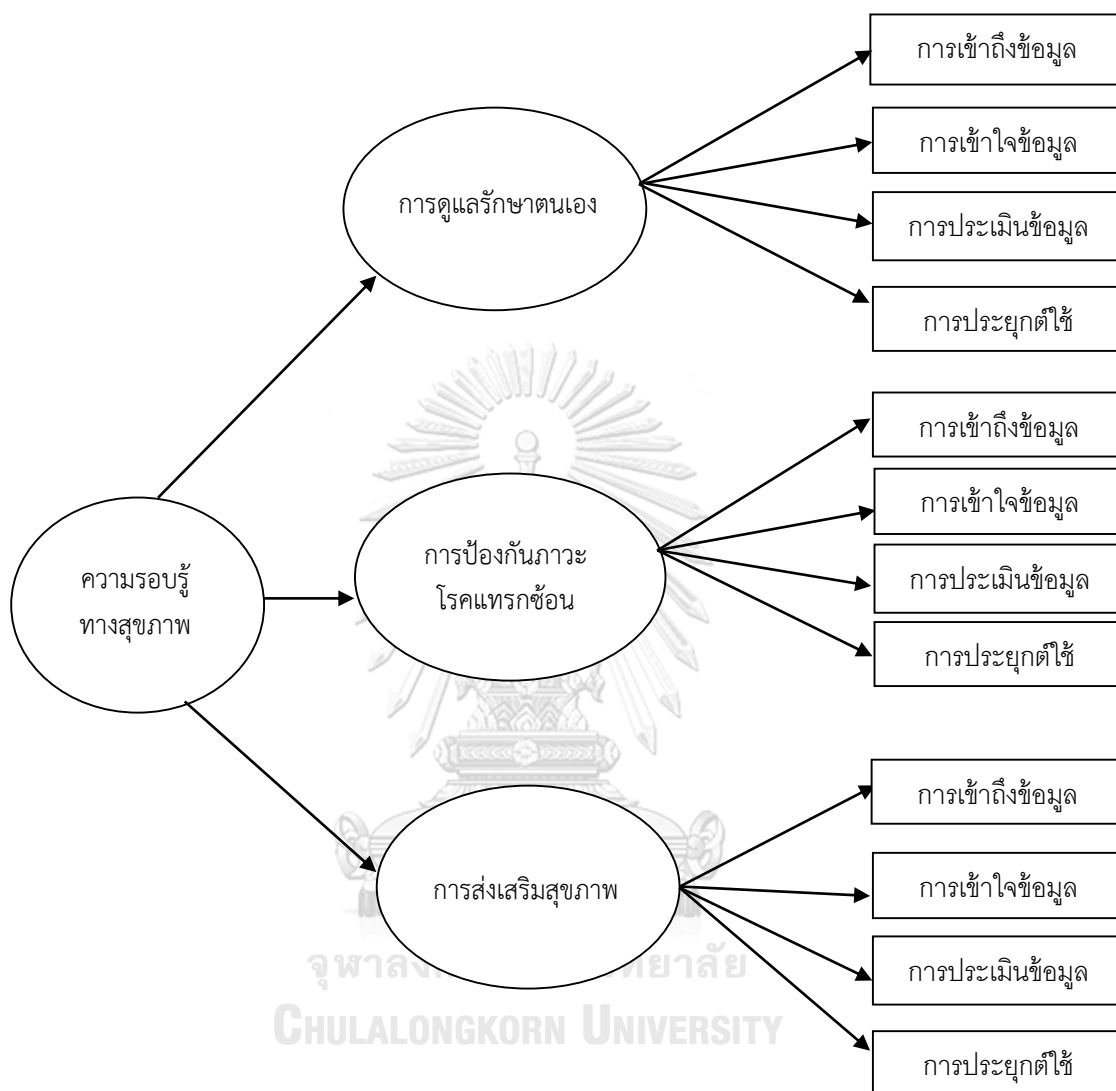 การเข้าถึงข้อมูล
การเข้าใจข้อมูล
การดูแลรักษาตนเอง
การประเมินข้อมูล
การประยุกต์ใช้
การเข้าถึงข้อมูล
การเข้าใจข้อมูล
การป้องกันภาวะ
โรคแทรกซ้อน
การประเมินข้อมูล
การประยุกต์ใช้
ความรอบรู้
ทางสุขภาพ
การเข้าถึงข้อมูล
การเข้าใจข้อมูล
การส่งเสริมสุขภาพ
การประเมินข้อมูล
การประยุกต์ใช้
CHULALONGKORN UNIVERSITY